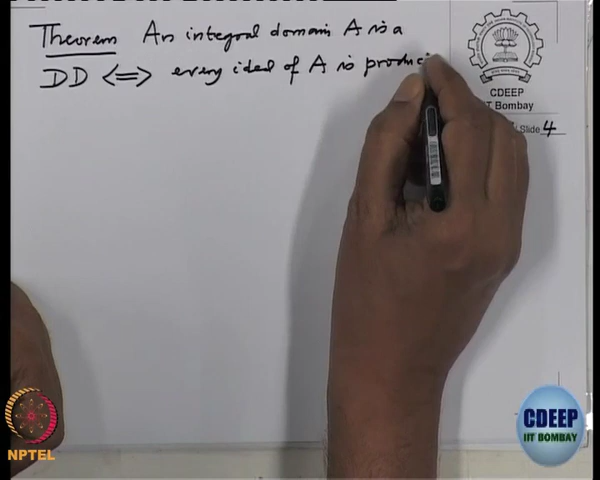 Theorem An integral domain A is a
DD <=> every ideal of A is produc
CDEEP
IIT Bombay
Slide 4
NPTEL
CDEEP
IIT BOMBAY